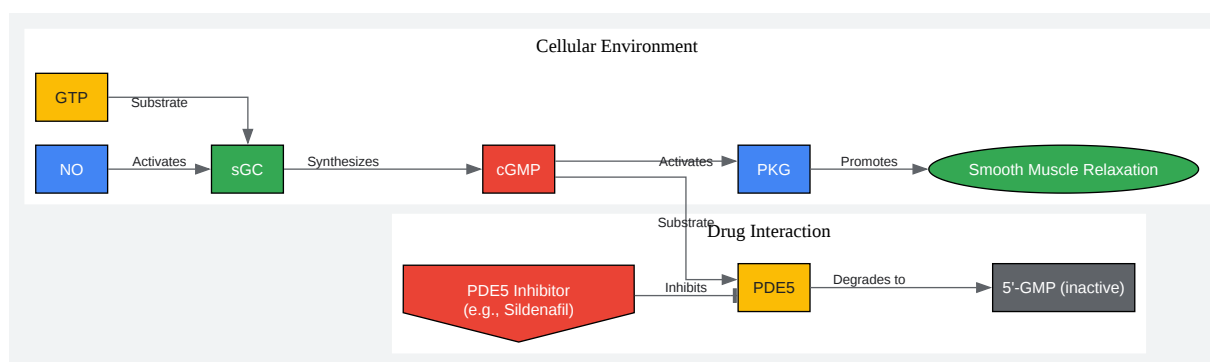 Cellular Environment
GTP
Substrate
NO
Activates
sGC
Synthesizes
cGMP
Activates
PKG
Promotes
Smooth Muscle Relaxation
Substrate
Drug Interaction
PDE5 Inhibitor
(e.g., Sildenafil)
Inhibits
PDE5
Degrades to
5'-GMP (inactive)